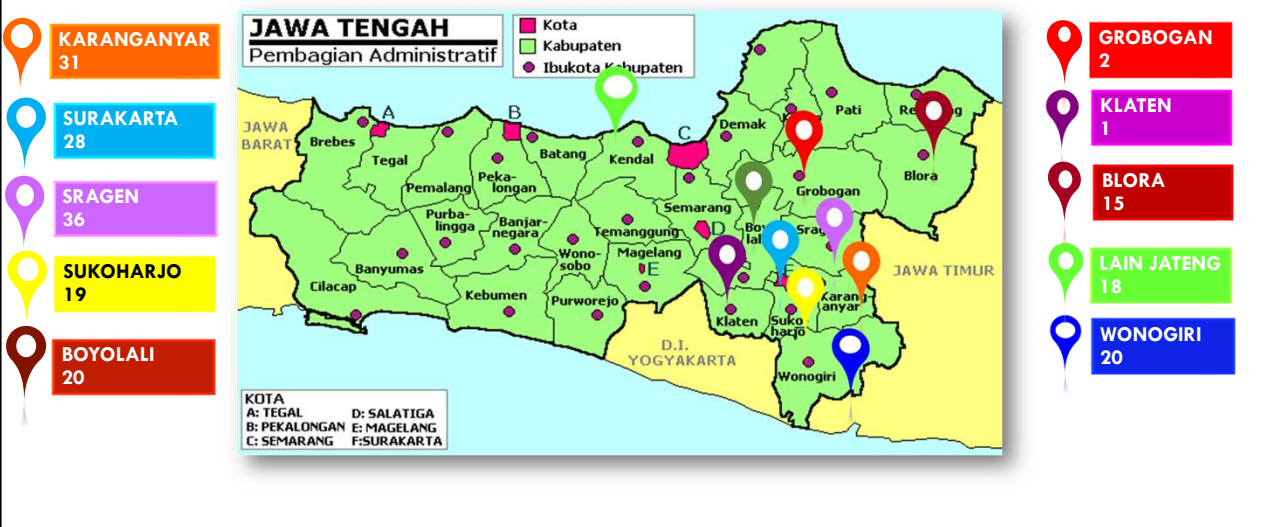 KARANGANYAR
31
SURAKARTA
28
SRAGEN
36
SUKOHARJO
19
BOYOLALI
20
JAWA TENGAH
Pembagian Administratif
Kota
Kabupaten
Ibukota Kabupaten
JAWA
BARAT
A
B
C
Brebes
Tegal
Pemalang
Peka-
longan
Batang
Kendal
Demak
Pati
Blora
Grobogan
Semarang
D
Purba-
lingga
Banjar-
negara
Temanggung
Wono-
sobo
Magelang
E
Banyumas
Cilacap
Kebumen
Purworejo
Klaten
Suko-
harjo
Karang
anyar
Wonogiri
JAWA TIMUR
D.I.
YOGYAKARTA
KOTA
A: TEGAL
B: PEKALONGAN
C: SEMARANG
D: SALATIGA
E: MAGELANG
F:SURAKARTA
GROBOGAN
2
KLATEN
1
BLORA
15
LAIN JATENG
18
WONOGIRI
20